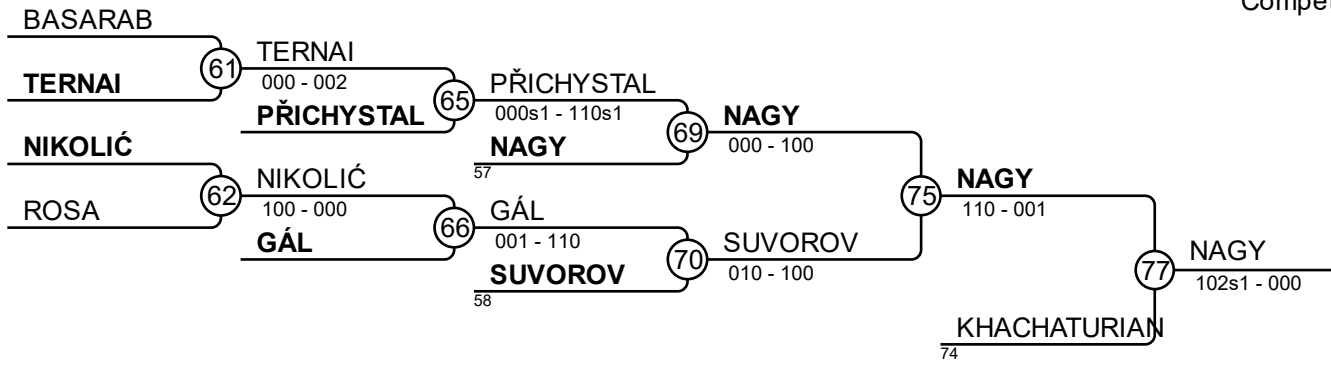 Compe
BASARAB
61
TERNAI
TERNAI
000 - 002
65
PŘICHYSTAL
PŘICHYSTAL
000s1 - 110s1
69
NAGY
57
NAGY
000 - 100
NIKOLIĆ
62
ROSA
NIKOLIĆ
100 - 000
66
GÁL
GÁL
001 - 110
70
SUVOROV
58
SUVOROV
010 - 100
75
NAGY
110 - 001
77
KHACHATURIAN
74
NAGY
102s1 - 000